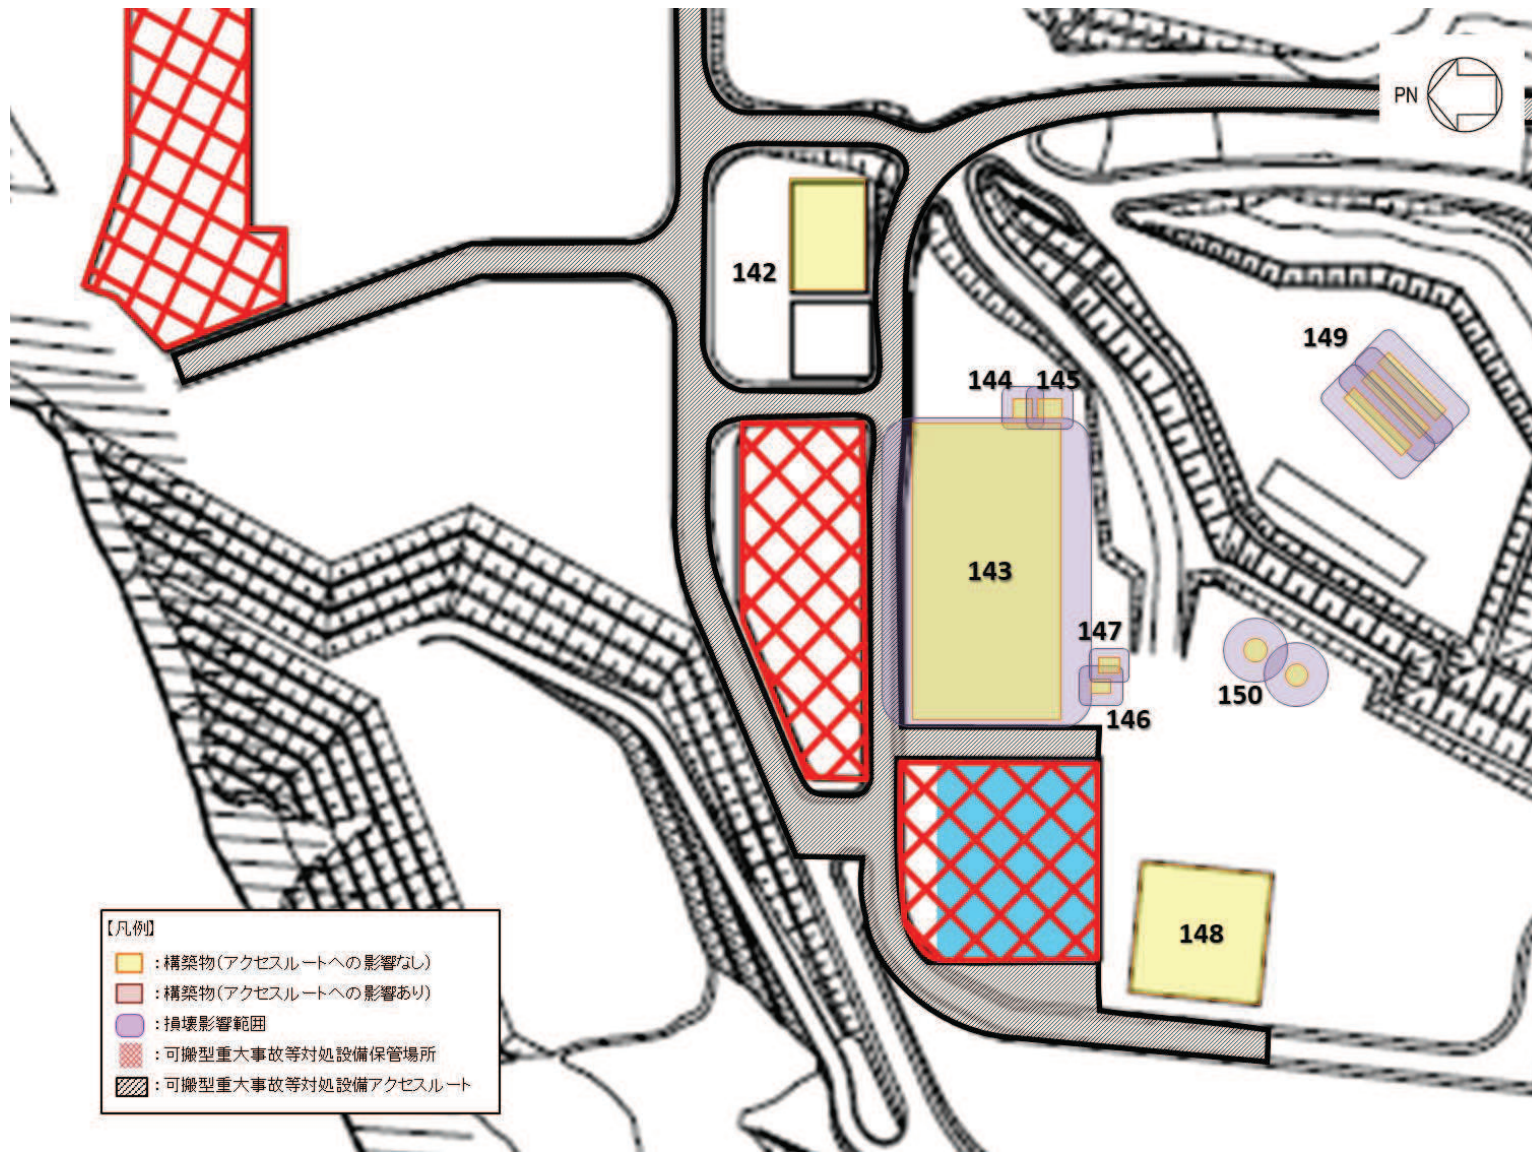 PN
142
149
144
145
143
147
150
146
148
【凡例】
：構築物(アクセスルートへの影響なし)
：構築物(アクセスルートへの影響あり)
：損壊影響範囲
：可搬型重大事故等対処設備保管場所
：可搬型重大事故等対処設備アクセスルート